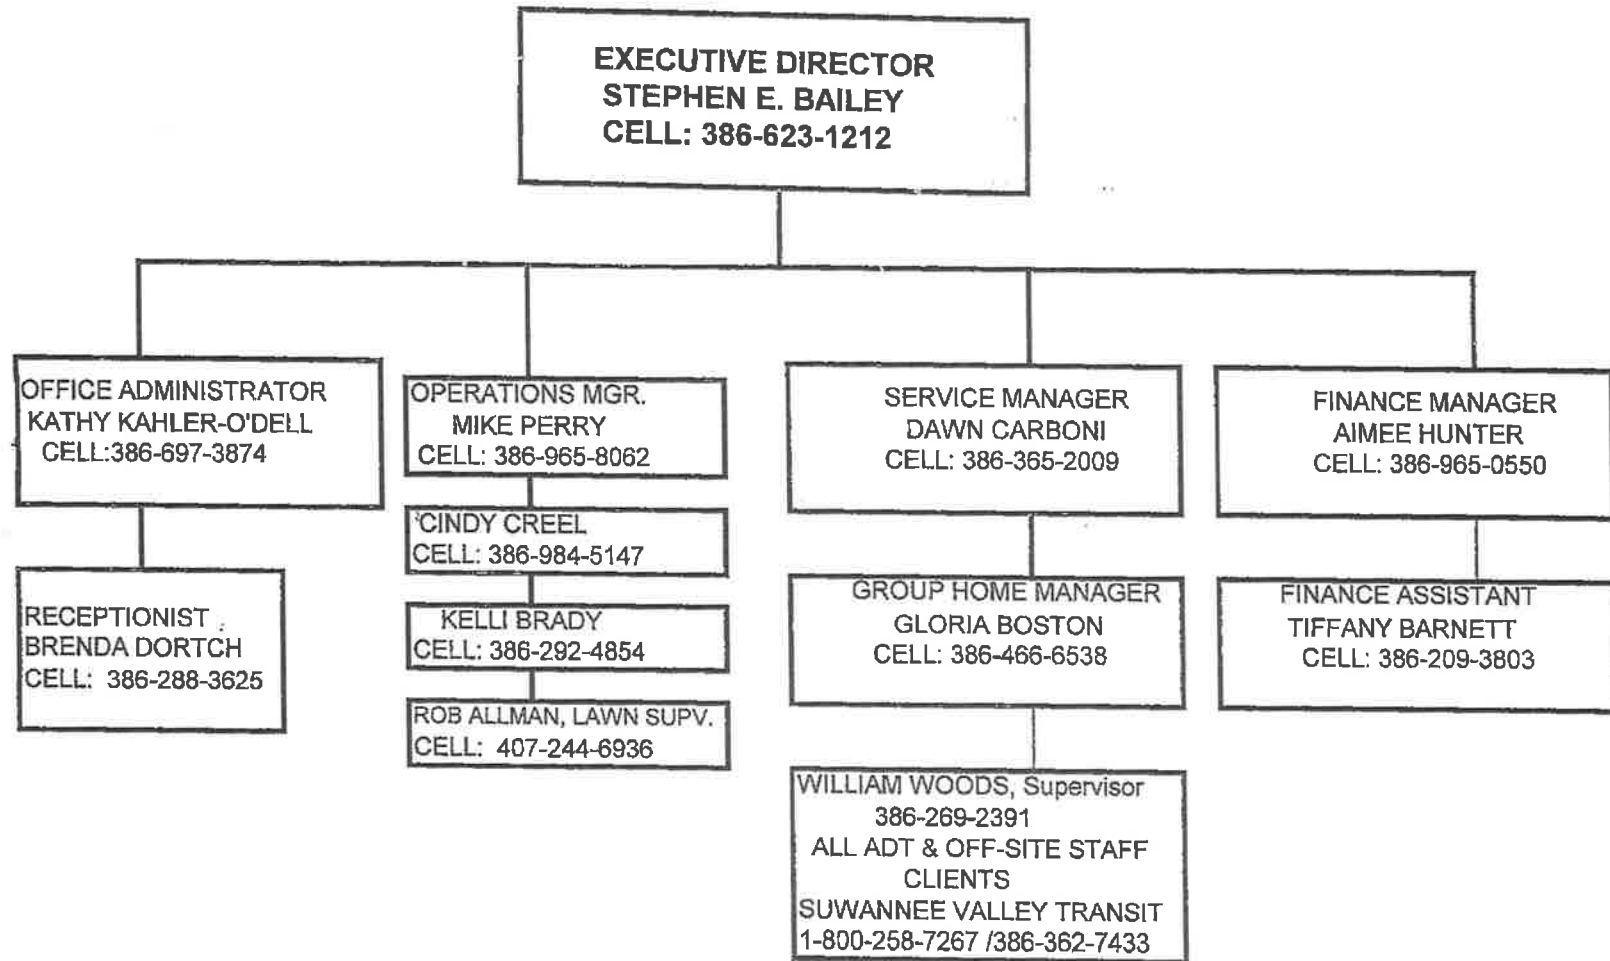 EXECUTIVE DIRECTOR
STEPHEN E. BAILEY
CELL: 386-623-1212
OFFICE ADMINISTRATOR
KATHY KAHLER-O'DELL
CELL:386-697-3874
RECEPTIONIST
BRENDA DORTCH
CELL: 386-288-3625
OPERATIONS MGR.
MIKE PERRY
CELL: 386-965-8062
CINDY CREEL
CELL: 386-984-5147
KELLI BRADY
CELL: 386-292-4854
ROB ALLMAN, LAWN SUPV.
CELL: 407-244-6936
SERVICE MANAGER
DAWN CARBONI
CELL: 386-365-2009
GROUP HOME MANAGER
GLORIA BOSTON
CELL: 386-466-6538
WILLIAM WOODS, Supervisor
386-269-2391
ALL ADT & OFF-SITE STAFF
CLIENTS
SUWANNEE VALLEY TRANSIT
1-800-258-7267 /386-362-7433
FINANCE MANAGER
AIMEE HUNTER
CELL: 386-965-0550
FINANCE ASSISTANT
TIFFANY BARNETT
CELL: 386-209-3803